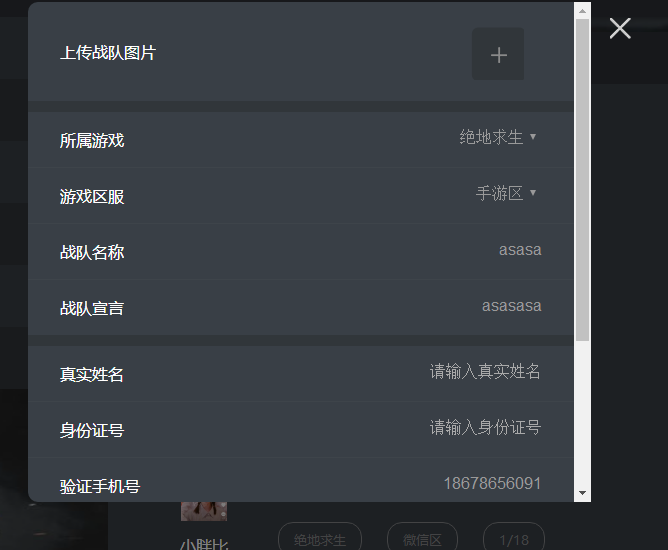 上传战队图片
所属游戏 绝地求生
游戏区服 手游区
战队名称 asasa
战队宣言 asasasa
真实姓名 请输入真实姓名
身份证号 请输入身份证号
验证手机号 18678656091
小胖比 绝地求生 微信区 1/18